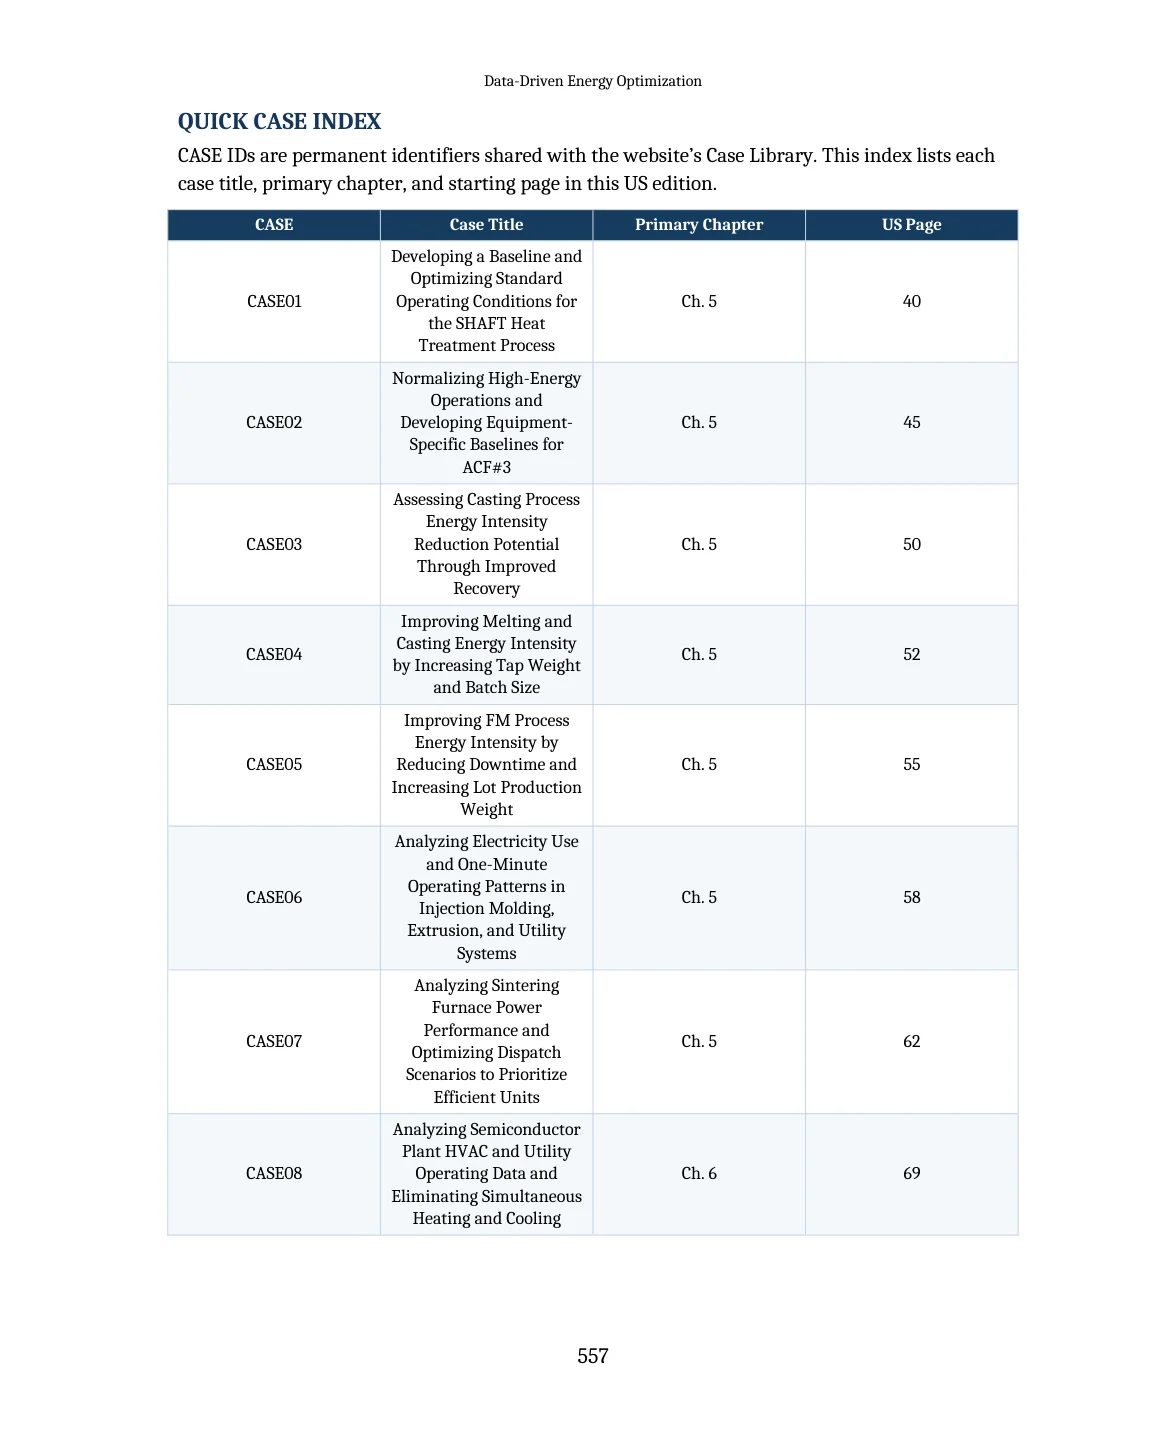 Data-Driven Energy Optimization
QUICK CASE INDEX
CASE IDs are permanent identifiers shared with the website’s Case Library. This index lists each
case title, primary chapter, and starting page in this US edition.
CASE Case Title Primary Chapter US Page
Developing a Baseline and
Optimizing Standard
CASE01 Operating Conditions for Ch. 5 40
the SHAFT Heat
Treatment Process
Normalizing High-Energy
Operations and
CASE02 Developing Equipment- Ch. 5 45
Specific Baselines for
ACF#3
Assessing Casting Process
Energy Intensity
CASE03 Reduction Potential Ch. 5 50
Through Improved
Recovery
Improving Melting and
Casting Energy Intensity
CASE04 by Increasing Tap Weight Ch. 5 52
and Batch Size
Improving FM Process
Energy Intensity by
CASE05 Reducing Downtime and Ch. 5 55
Increasing Lot Production
Weight
Analyzing Electricity Use
and One-Minute
Operating Patterns in
CASE06 Injection Molding, Ch. 5 58
Extrusion, and Utility
Systems
Analyzing Sintering
Furnace Power
Performance and
CASE07 Optimizing Dispatch Ch. 5 62
Scenarios to Prioritize
Efficient Units
Analyzing Semiconductor
Plant HVAC and Utility
CASE08 Operating Data and Ch. 6 69
Eliminating Simultaneous
Heating and Cooling
557